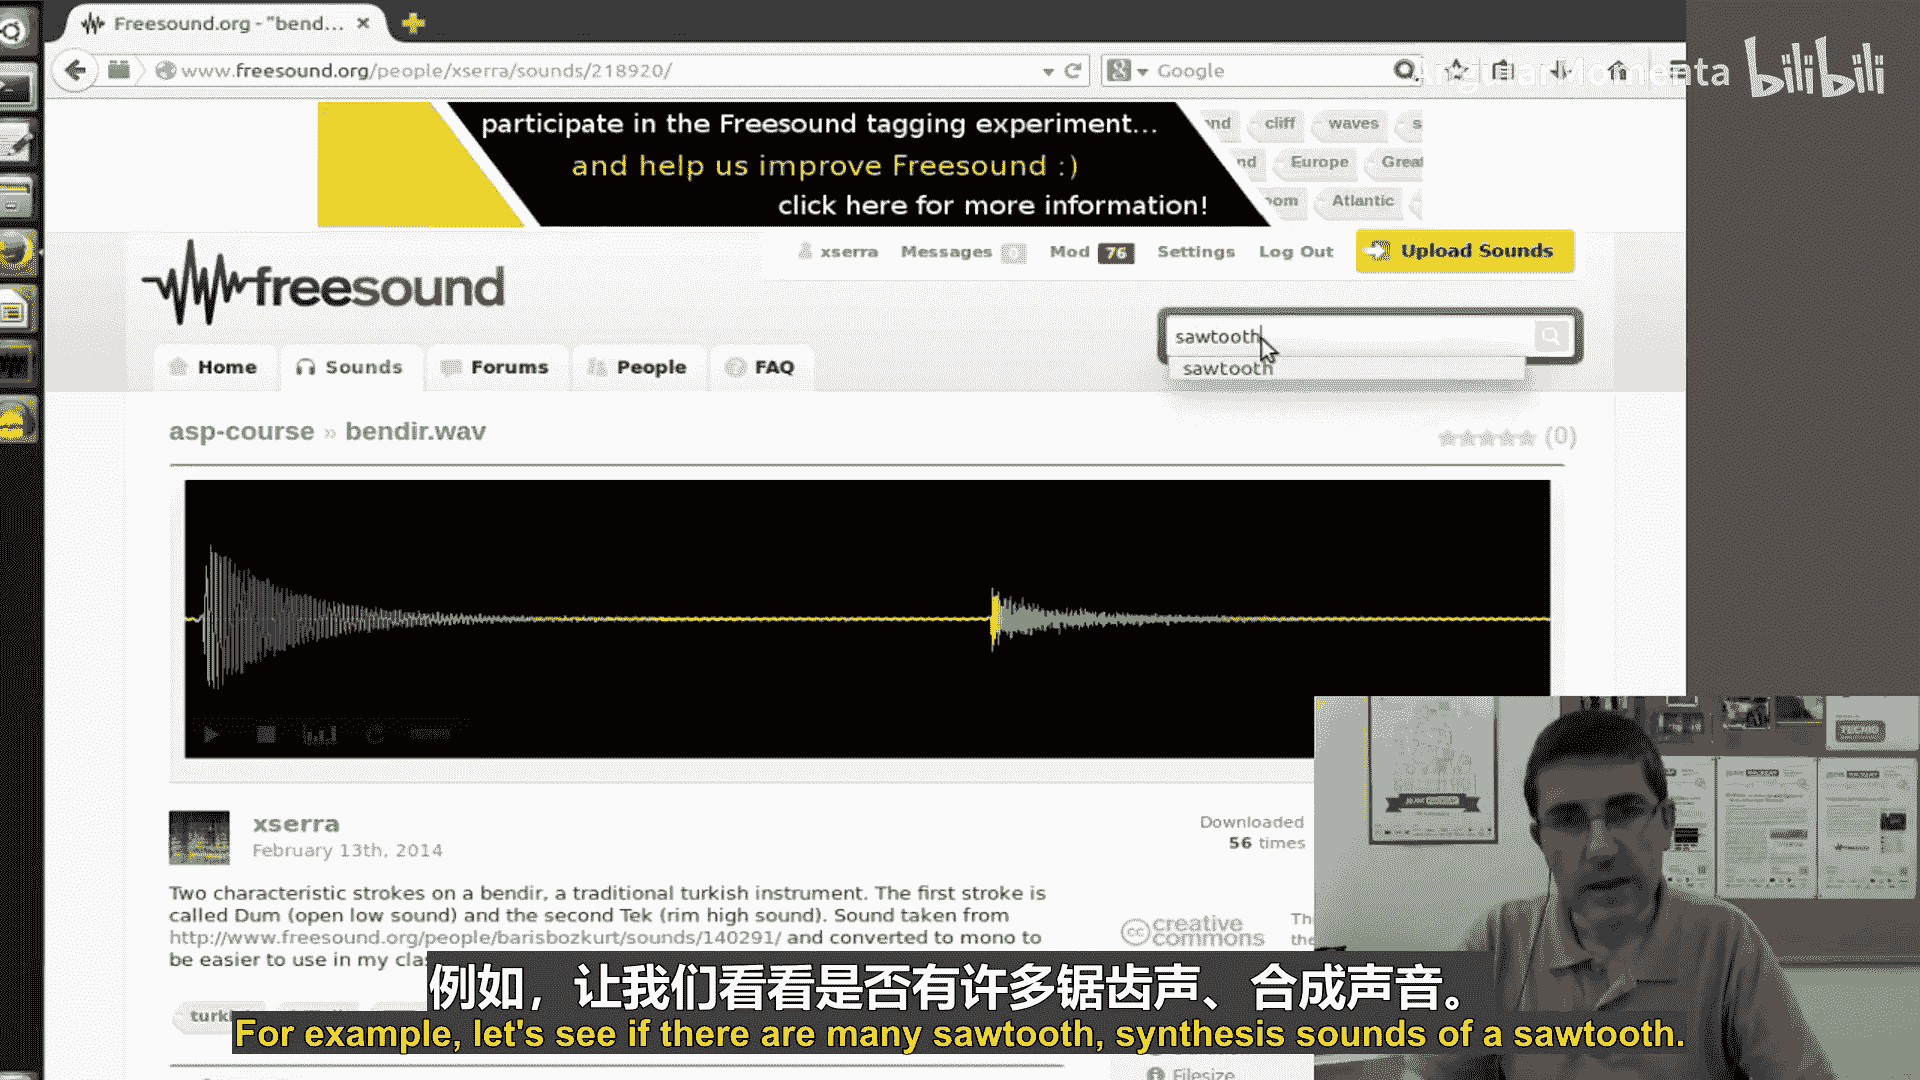 Freesound.org - "bend...
www.freesound.org/people/xserra/sounds/218920/
Google
bilibili
participate in the Freesound tagging experiment...
and help us improve Freesound :)
click here for more information!
cliff
waves
Europe
Atlantic
xserra
Messages
0
Mod 76
Settings
Log Out
Upload Sounds
freesound
sawtooth
sawtooth
Home
Sounds
Forums
People
FAQ
asp-course » bendir.wav
(0)
xserra
February 13th, 2014
Downloaded
56 times
Two characteristic strokes on a bendir, a traditional turkish instrument. The first stroke is
called Dum (open low sound) and the second Tek (rim high sound). Sound taken from
http://www.freesound.org/people/barisbozkurt/sounds/140291/ and converted to mono to
be easier to use in my
creative
commons
TECNIO
例如，让我们看看是否有许多锯齿声、合成声音。
For example, let's see if there are many sawtooth, synthesis sounds of a sawtooth.
Filesize